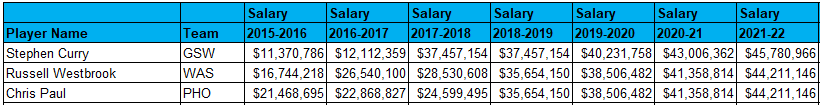 Salary Salary Salary Salary Salary Salary Salary
Player Name Team 2015-2016 2016-2017 2017-2018 2018-2019 2019-2020 2020-21 2021-22
Stephen Curry GSW $11,370,786 $12,112,359 $37,457,154 $37,457,154 $40,231,758 $43,006,362 $45,780,966
Russell Westbrook WAS $16,744,218 $26,540,100 $28,530,608 $35,654,150 $38,506,482 $41,358,814 $44,211,146
Chris Paul PHO $21,468,695 $22,868,827 $24,599,495 $35,654,150 $38,506,482 $41,358,814 $44,211,146